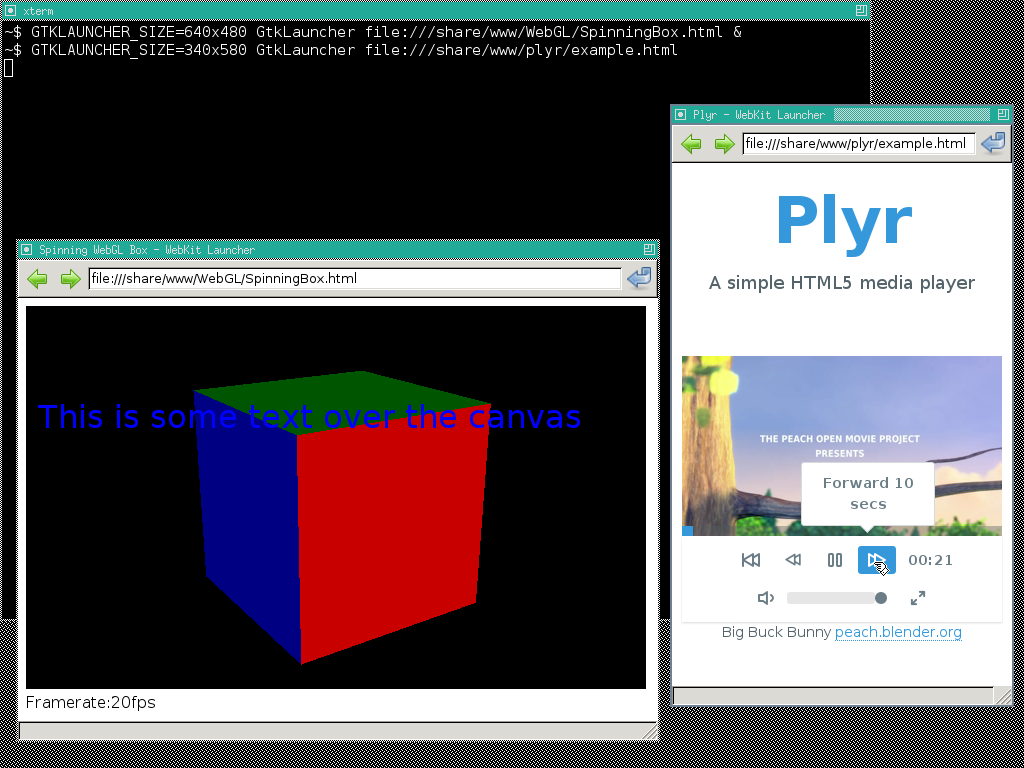 xterm
~$ GTKLAUNCHER_SIZE=640x480 GtkLauncher file:///share/www/WebGL/SpinningBox.html &
~$ GTKLAUNCHER_SIZE=340x580 GtkLauncher file:///share/www/plyr/example.html
Plyr - WebKit Launcher
file:///share/www/plyr/example.html
Plyr
A simple HTML5 media player
THE PEACH OPEN MOVIE PROJECT
PRESENTS
Forward 10
secs
00:21
Big Buck Bunny peach.blender.org
Spinning WebGL Box - WebKit Launcher
file:///share/www/WebGL/SpinningBox.html
This is some text over the canvas
Framerate:20fps